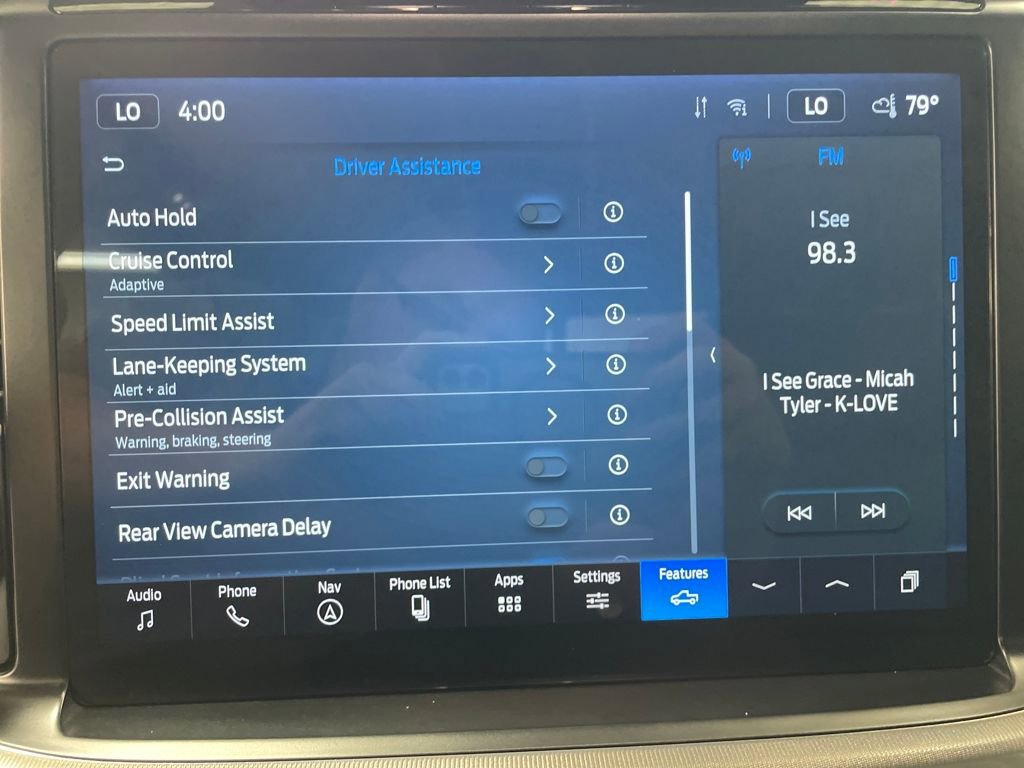 LO
4:00
LO
79°
Driver Assistance
Auto Hold
Cruise Control
Adaptive
Speed Limit Assist
Lane-Keeping System
Alert + aid
Pre-Collision Assist
Warning, braking, steering
Exit Warning
Rear View Camera Delay
FM
I See
98.3
I See Grace - Micah
Tyler - K-LOVE
Audio
Phone
Nav
Phone List
Apps
Settings
Features